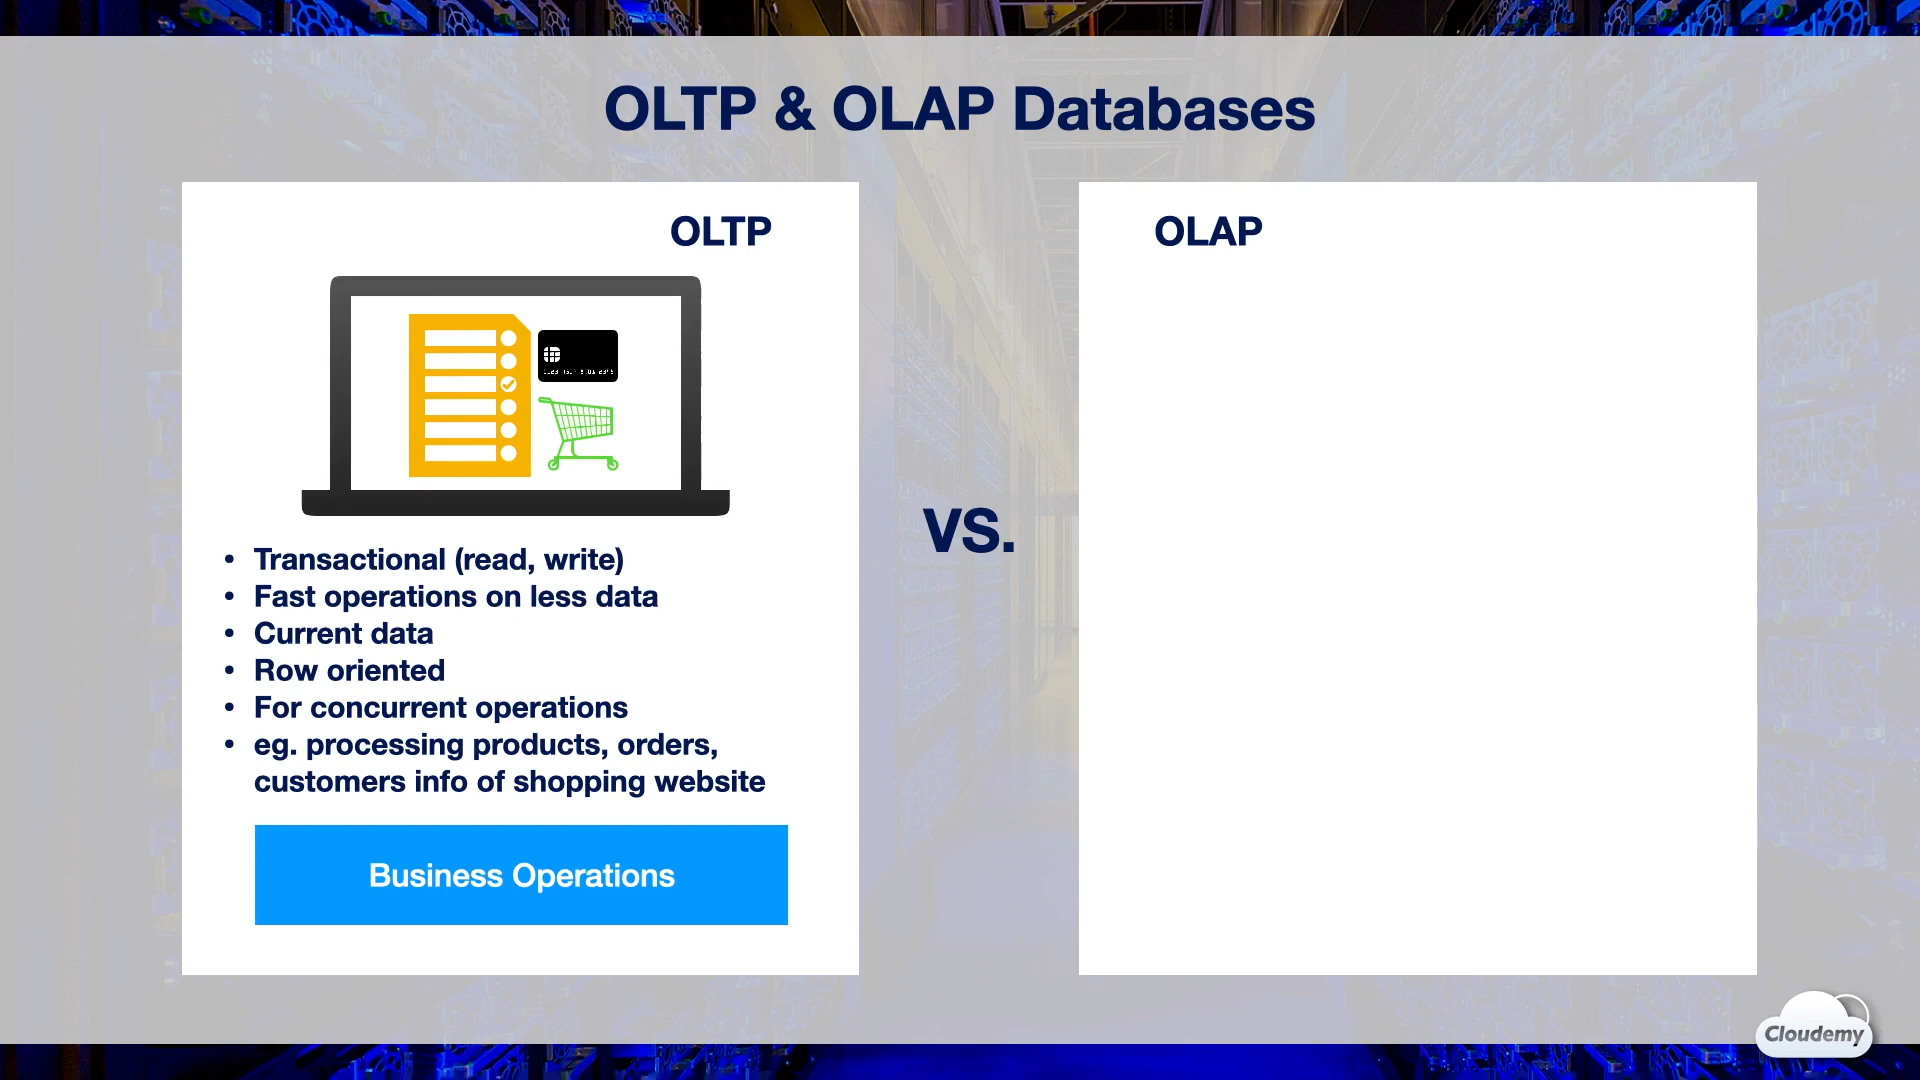 OLTP & OLAP Databases
OLTP
• Transactional (read, write)
• Fast operations on less data
• Current data
• Row oriented
• For concurrent operations
• eg. processing products, orders,
customers info of shopping website
Business Operations
VS.
OLAP
Cloudemy